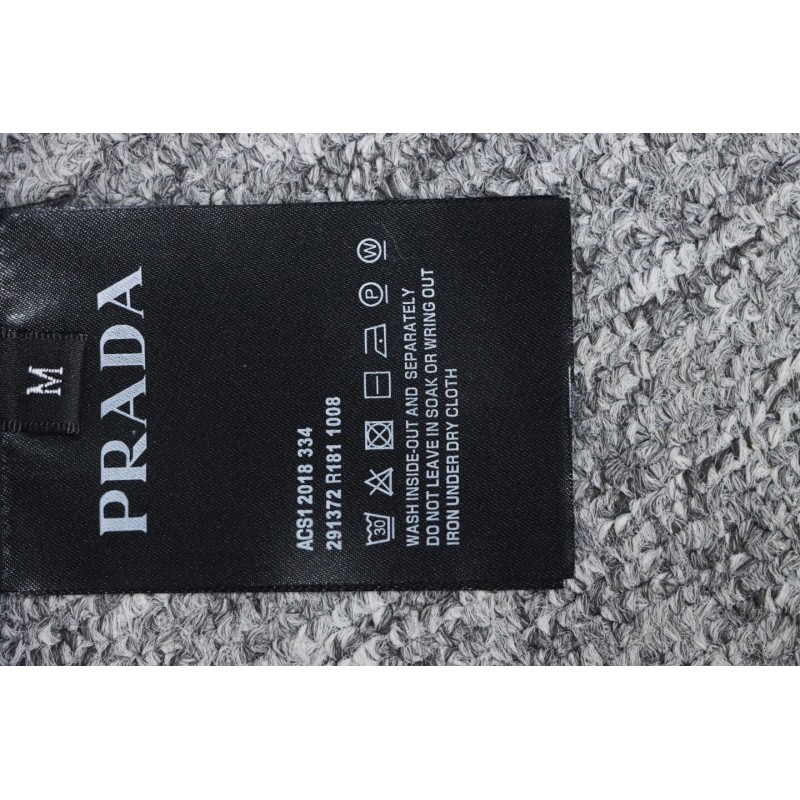 M
PRADA
ACS1 2018 334
291372 R181 1008
30 P W
WASH INSIDE-OUT AND SEPARATELY
DO NOT LEAVE IN SOAK OR WRING OUT
IRON UNDER DRY CLOTH